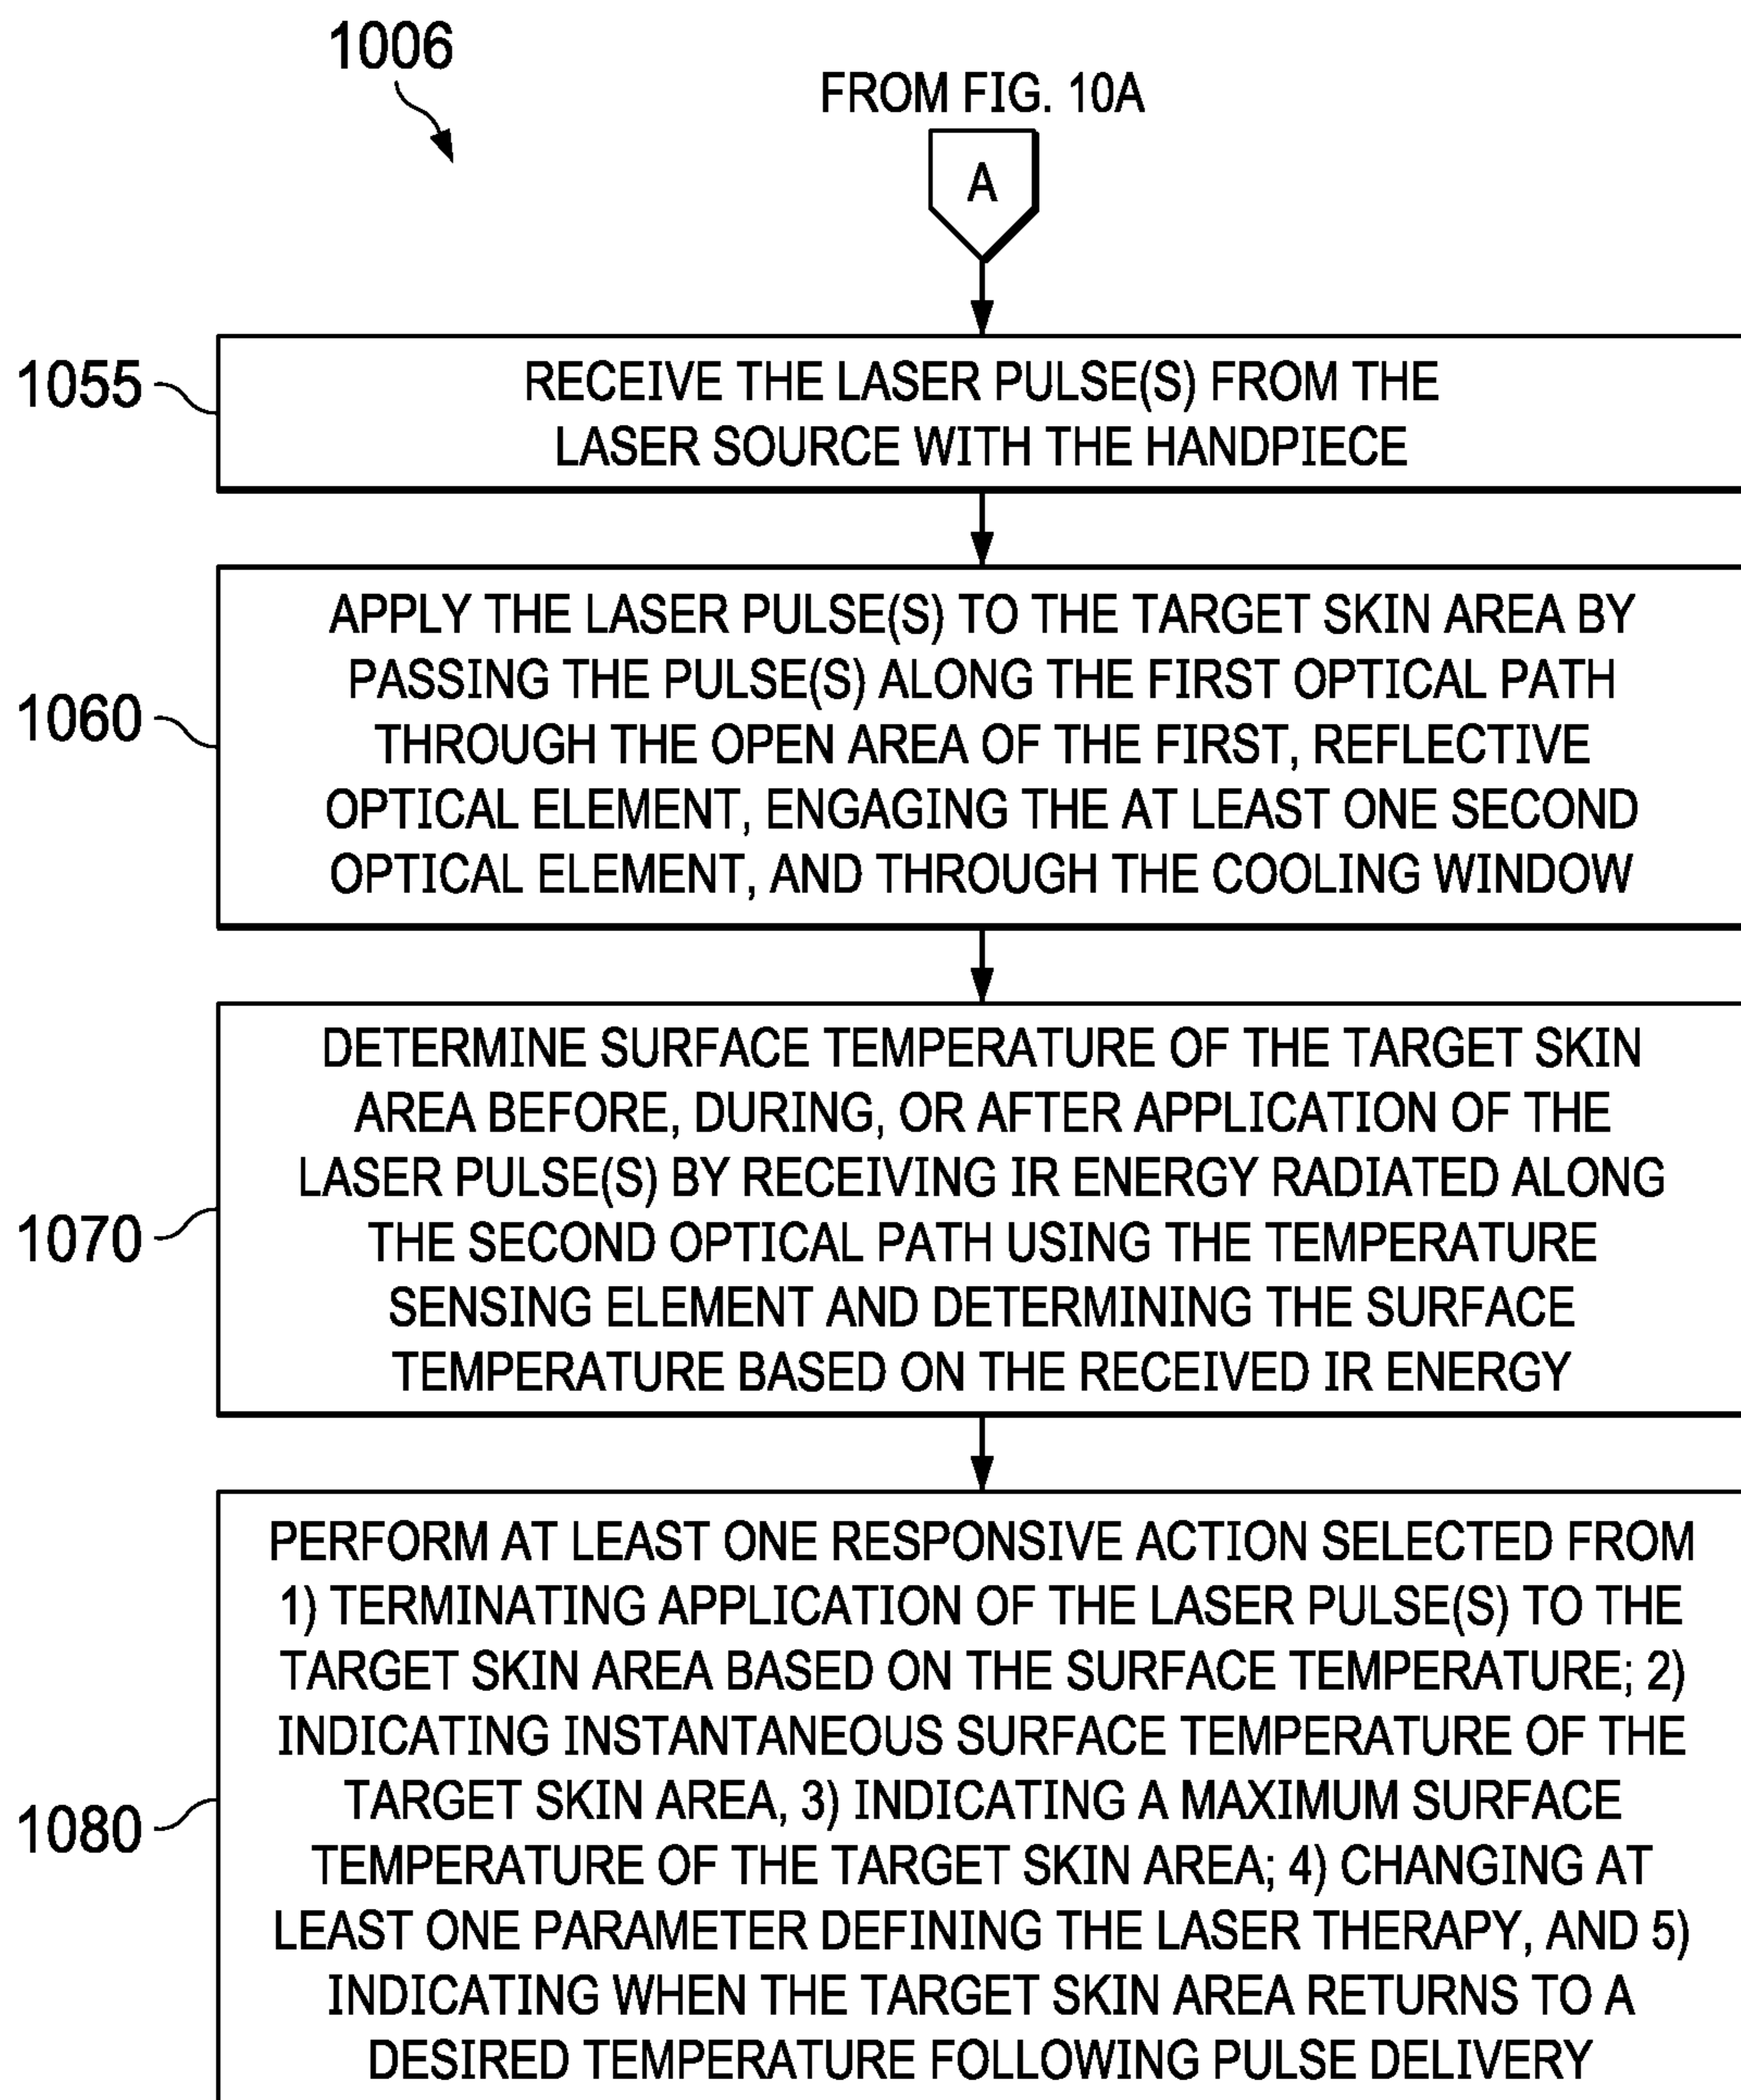 1006
FROM FIG. 10A
A
1055
RECEIVE THE LASER PULSE(S) FROM THE
LASER SOURCE WITH THE HANDPIECE
1060
APPLY THE LASER PULSE(S) TO THE TARGET SKIN AREA BY
PASSING THE PULSE(S) ALONG THE FIRST OPTICAL PATH
THROUGH THE OPEN AREA OF THE FIRST, REFLECTIVE
OPTICAL ELEMENT, ENGAGING THE AT LEAST ONE SECOND
OPTICAL ELEMENT, AND THROUGH THE COOLING WINDOW
1070
DETERMINE SURFACE TEMPERATURE OF THE TARGET SKIN
AREA BEFORE, DURING, OR AFTER APPLICATION OF THE
LASER PULSE(S) BY RECEIVING IR ENERGY RADIATED ALONG
THE SECOND OPTICAL PATH USING THE TEMPERATURE
SENSING ELEMENT AND DETERMINING THE SURFACE
TEMPERATURE BASED ON THE RECEIVED IR ENERGY
1080
PERFORM AT LEAST ONE RESPONSIVE ACTION SELECTED FROM
1) TERMINATING APPLICATION OF THE LASER PULSE(S) TO THE
TARGET SKIN AREA BASED ON THE SURFACE TEMPERATURE; 2)
INDICATING INSTANTANEOUS SURFACE TEMPERATURE OF THE
TARGET SKIN AREA, 3) INDICATING A MAXIMUM SURFACE
TEMPERATURE OF THE TARGET SKIN AREA; 4) CHANGING AT
LEAST ONE PARAMETER DEFINING THE LASER THERAPY, AND 5)
INDICATING WHEN THE TARGET SKIN AREA RETURNS TO A
DESIRED TEMPERATURE FOLLOWING PULSE DELIVERY